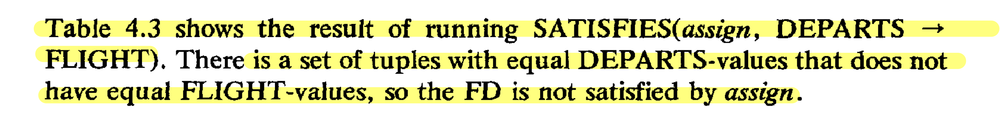 Table 4.3 shows the result of running SATISFIES(assign, DEPARTS →
FLIGHT). There is a set of tuples with equal DEPARTS-values that does not
have equal FLIGHT-values, so the FD is not satisfied by assign.